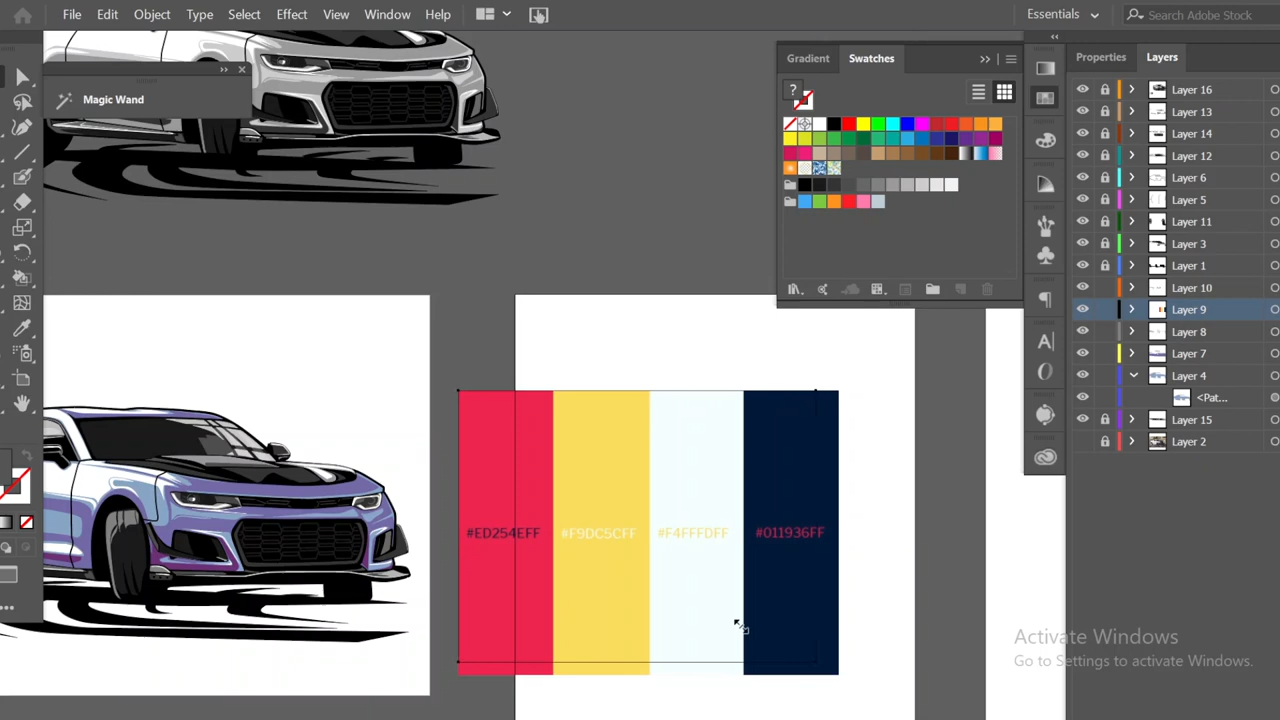 File Edit Object Type Select Effect View Window Help Essentials Search Adobe Stock
Gradient Swatches
Properties Layers
Magic Wand
?
Layer 16
Layer 13
Layer 14
Layer 12
Layer 6
Layer 5
Layer 11
Layer 3
Layer 1
Layer 10
Layer 9
Layer 8
Layer 7
Layer 4
<Pat...
Layer 15
Layer 2
#ED254EFF #F9DC5CFF #F4FFFDFF #011936FF
Activate Windows
Go to Settings to activate Windows.